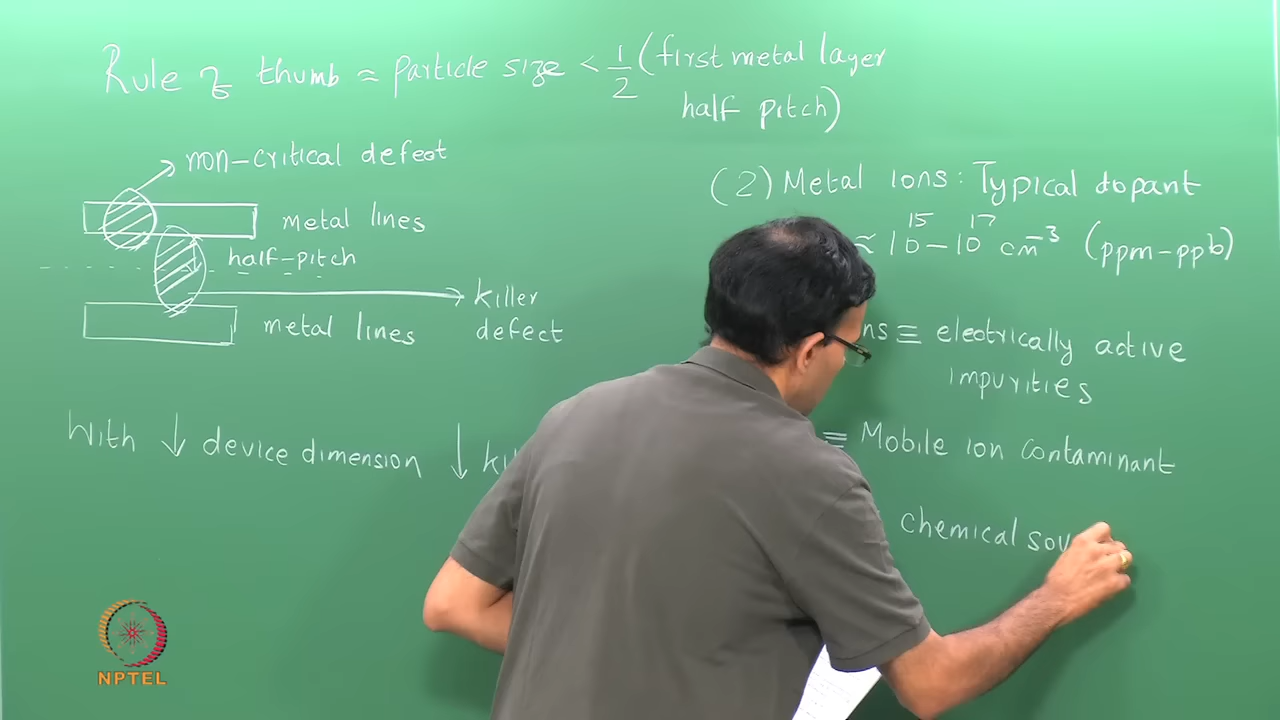 Rule of thumb ≈ particle size < 1/2 (first metal layer
half pitch)
non-critical defect
metal lines
half-pitch
killer
defect
metal lines
With ↓ device dimension ↓
(2) Metal Ions: Typical dopant
≈ 10^15 - 10^17 cm^-3 (ppm-ppb)
≡ electrically active
impurities
≡ Mobile ion contaminant
Chemical
NPTEL